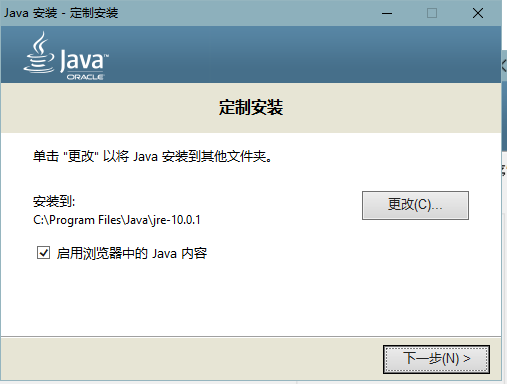 Java 安装 - 定制安装
Java™
ORACLE
定制安装
单击 "更改" 以将 Java 安装到其他文件夹。
安装到:
更改(C)...
C:\Program Files\Java\jre-10.0.1
启用浏览器中的 Java 内容
下一步(N) >